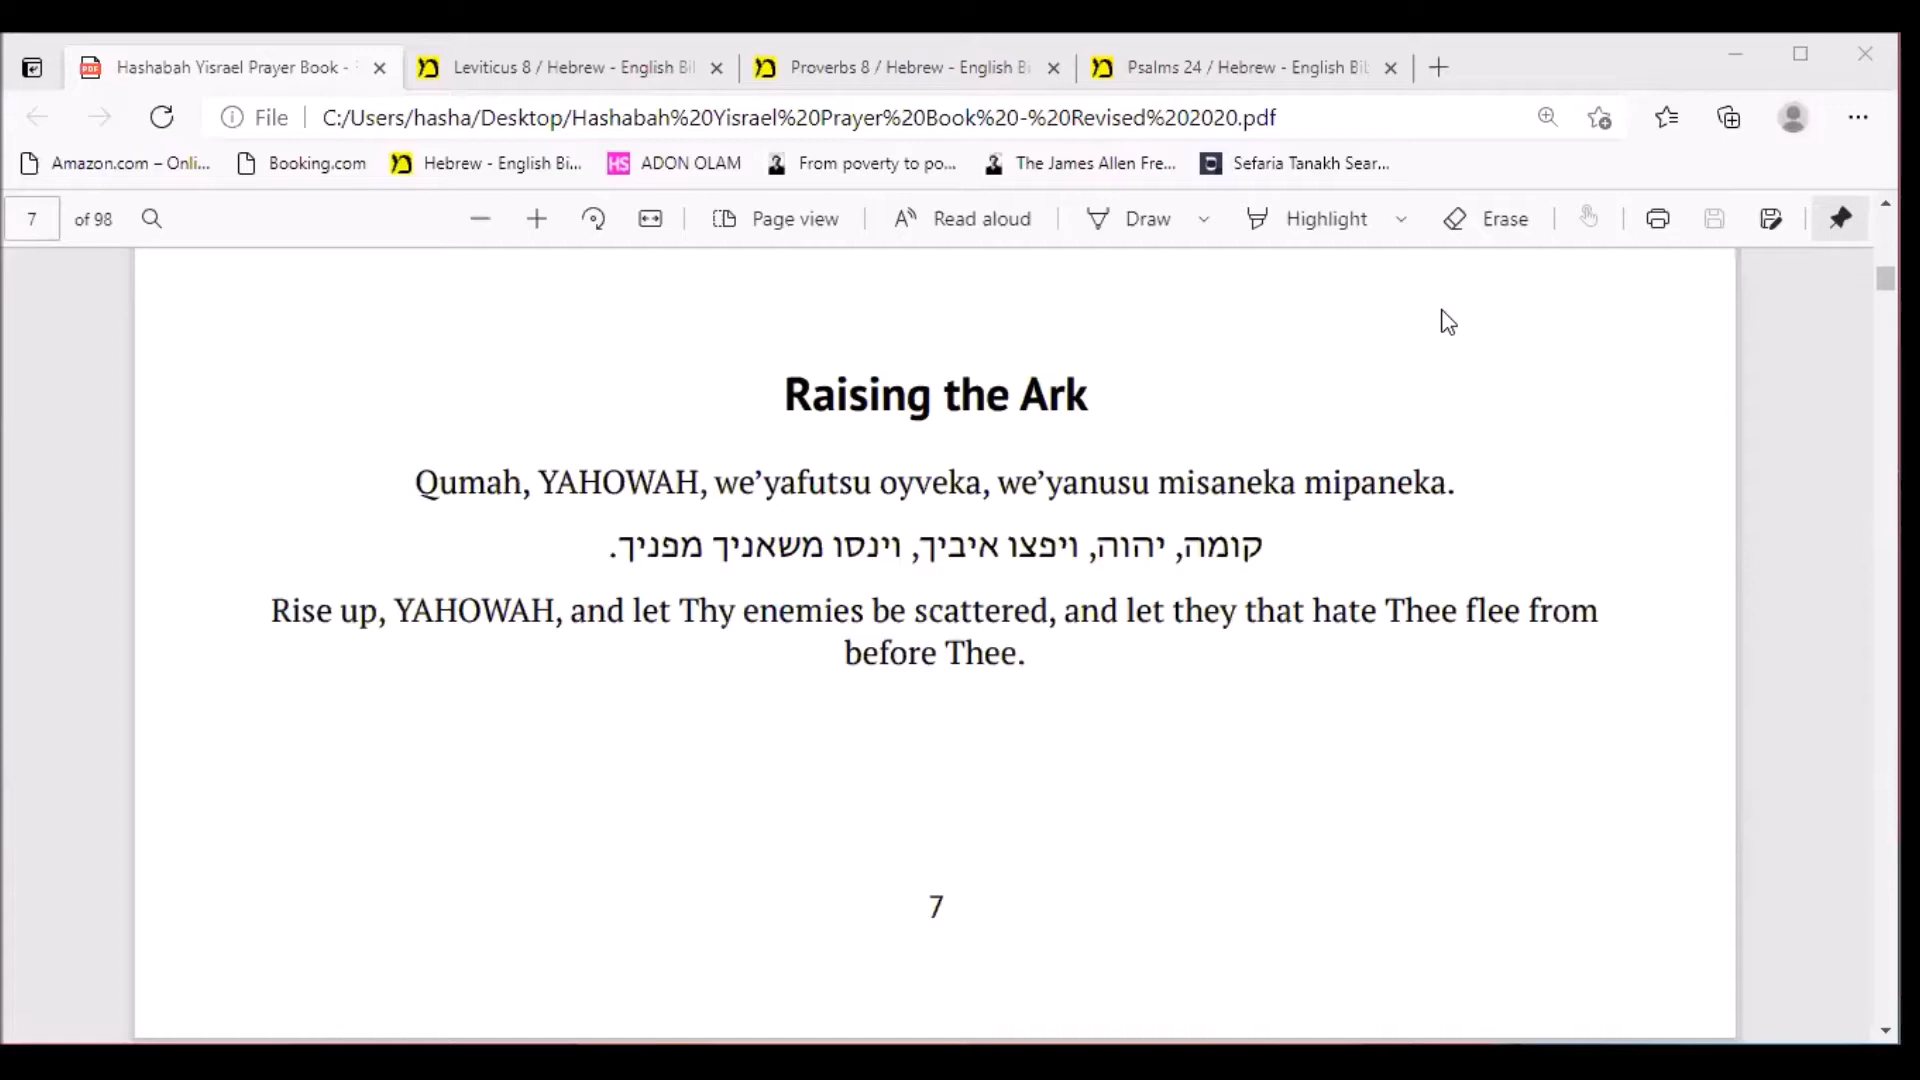 Hashabah Yisrael Prayer Book -
Leviticus 8 / Hebrew - English Bil
Proverbs 8 / Hebrew - English Bi
Psalms 24 / Hebrew - English Bib
File
C:/Users/hasha/Desktop/Hashabah%20Yisrael%20Prayer%20Book%20-%20Revised%202020.pdf
Amazon.com – Onli...
Booking.com
Hebrew - English Bi...
HS ADON OLAM
From poverty to po...
The James Allen Fre...
Sefaria Tanakh Sear...
7 of 98
Page view
Read aloud
Draw
Highlight
Erase
Raising the Ark
Qumah, YAHOWAH, we’yafutsu oyveka, we’yanusu misaneka mipaneka.
קומה, יהוה, ויפצו איביך, וינסו משאניך מפניך.
Rise up, YAHOWAH, and let Thy enemies be scattered, and let they that hate Thee flee from
before Thee.
7